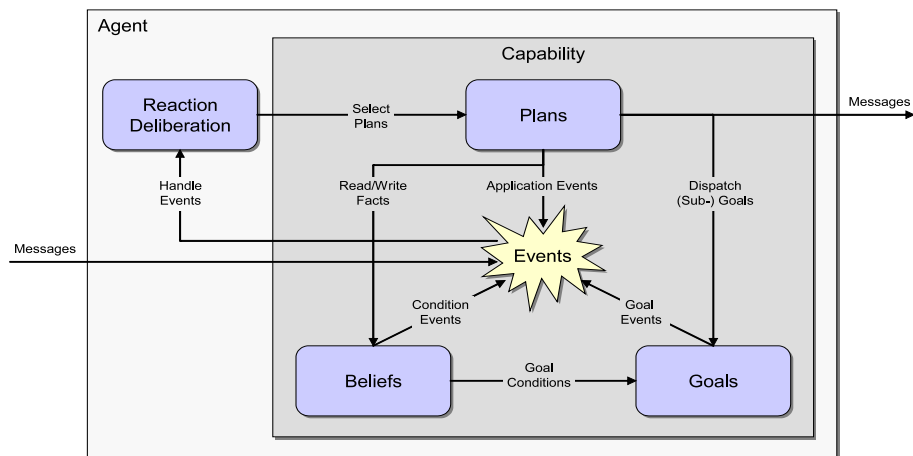 Agent
Capability
Reaction
Deliberation
Select
Plans
Plans
Messages
Handle
Events
Read/Write
Facts
Application Events
Dispatch
(Sub-) Goals
Messages
Events
Condition
Events
Goal
Events
Beliefs
Goal
Conditions
Goals